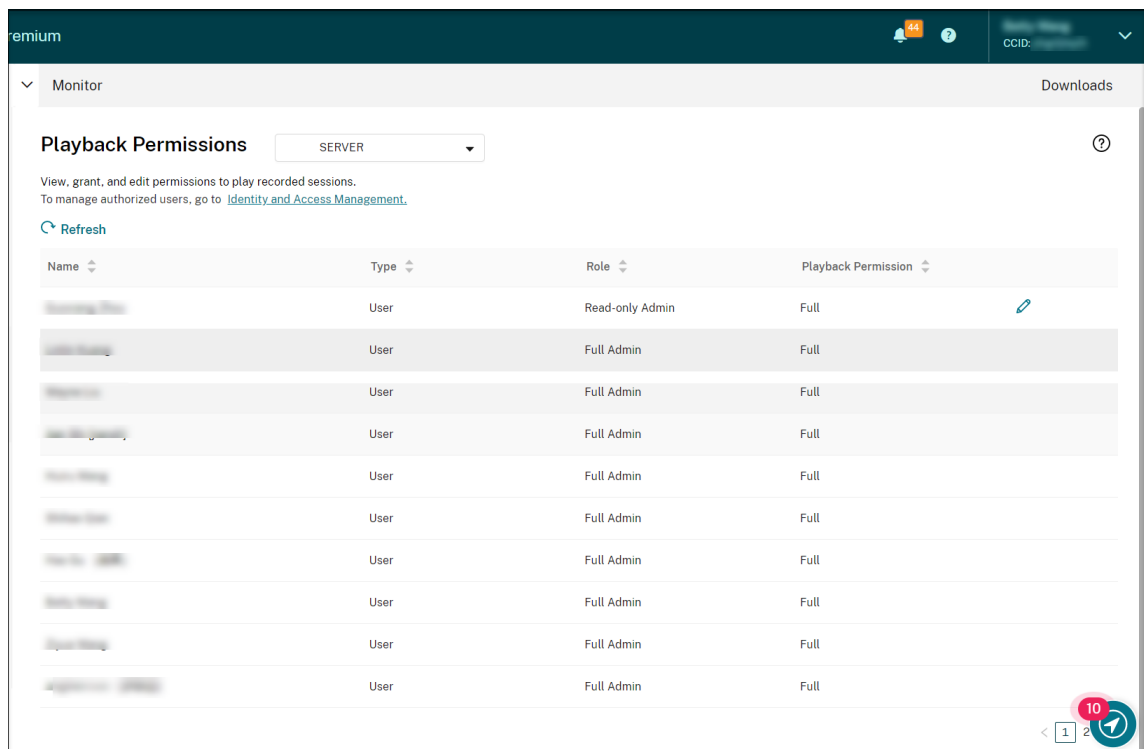 remium
44
?
CCID:
Monitor
Downloads
Playback Permissions
SERVER
?
View, grant, and edit permissions to play recorded sessions.
To manage authorized users, go to Identity and Access Management.
Refresh
Name Type Role Playback Permission
User Read-only Admin Full
User Full Admin Full
User Full Admin Full
User Full Admin Full
User Full Admin Full
User Full Admin Full
User Full Admin Full
User Full Admin Full
User Full Admin Full
User Full Admin Full
10
< 1 2